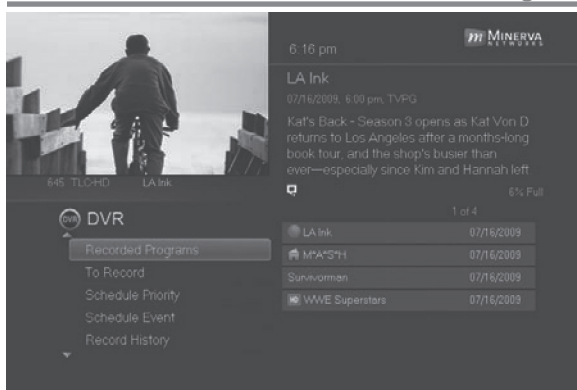 6:16 pm
m MINERVA
NETWORKS
LA Ink
07/16/2009, 6:00 pm, TVPG
Kat's Back - Season 3 opens as Kat Von D
returns to Los Angeles after a months-long
book tour, and the shop's busier than
ever—especially since Kim and Hannah left
645 TLC-HD LA Ink
6% Full
DVR DVR
1 of 4
Recorded Programs
To Record
Schedule Priority
Schedule Event
Record History
LA Ink 07/16/2009
M*A*S*H 07/16/2009
Survivorman 07/16/2009
HD WWE Superstars 07/16/2009